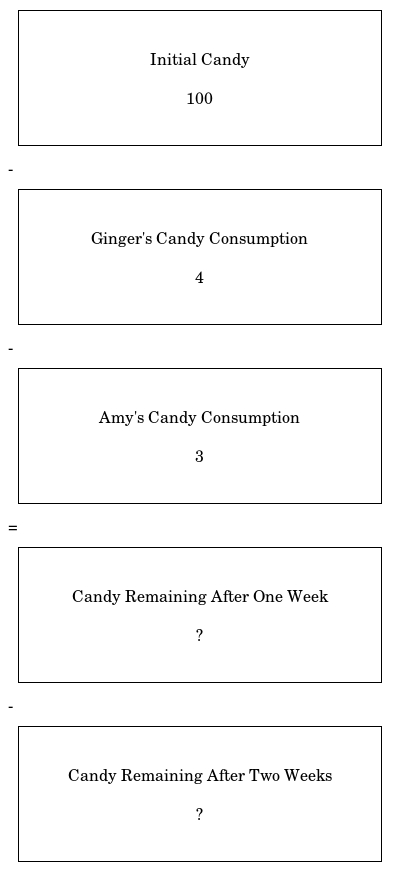 Initial Candy
100
-
Ginger's Candy Consumption
4
-
Amy's Candy Consumption
3
=
Candy Remaining After One Week
?
-
Candy Remaining After Two Weeks
?